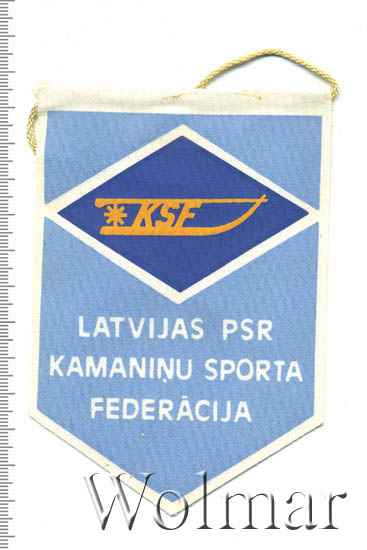 KSF
LATVIJAS PSR
KAMANIŅU SPORTA
FEDERĀCIJA
Wolmar